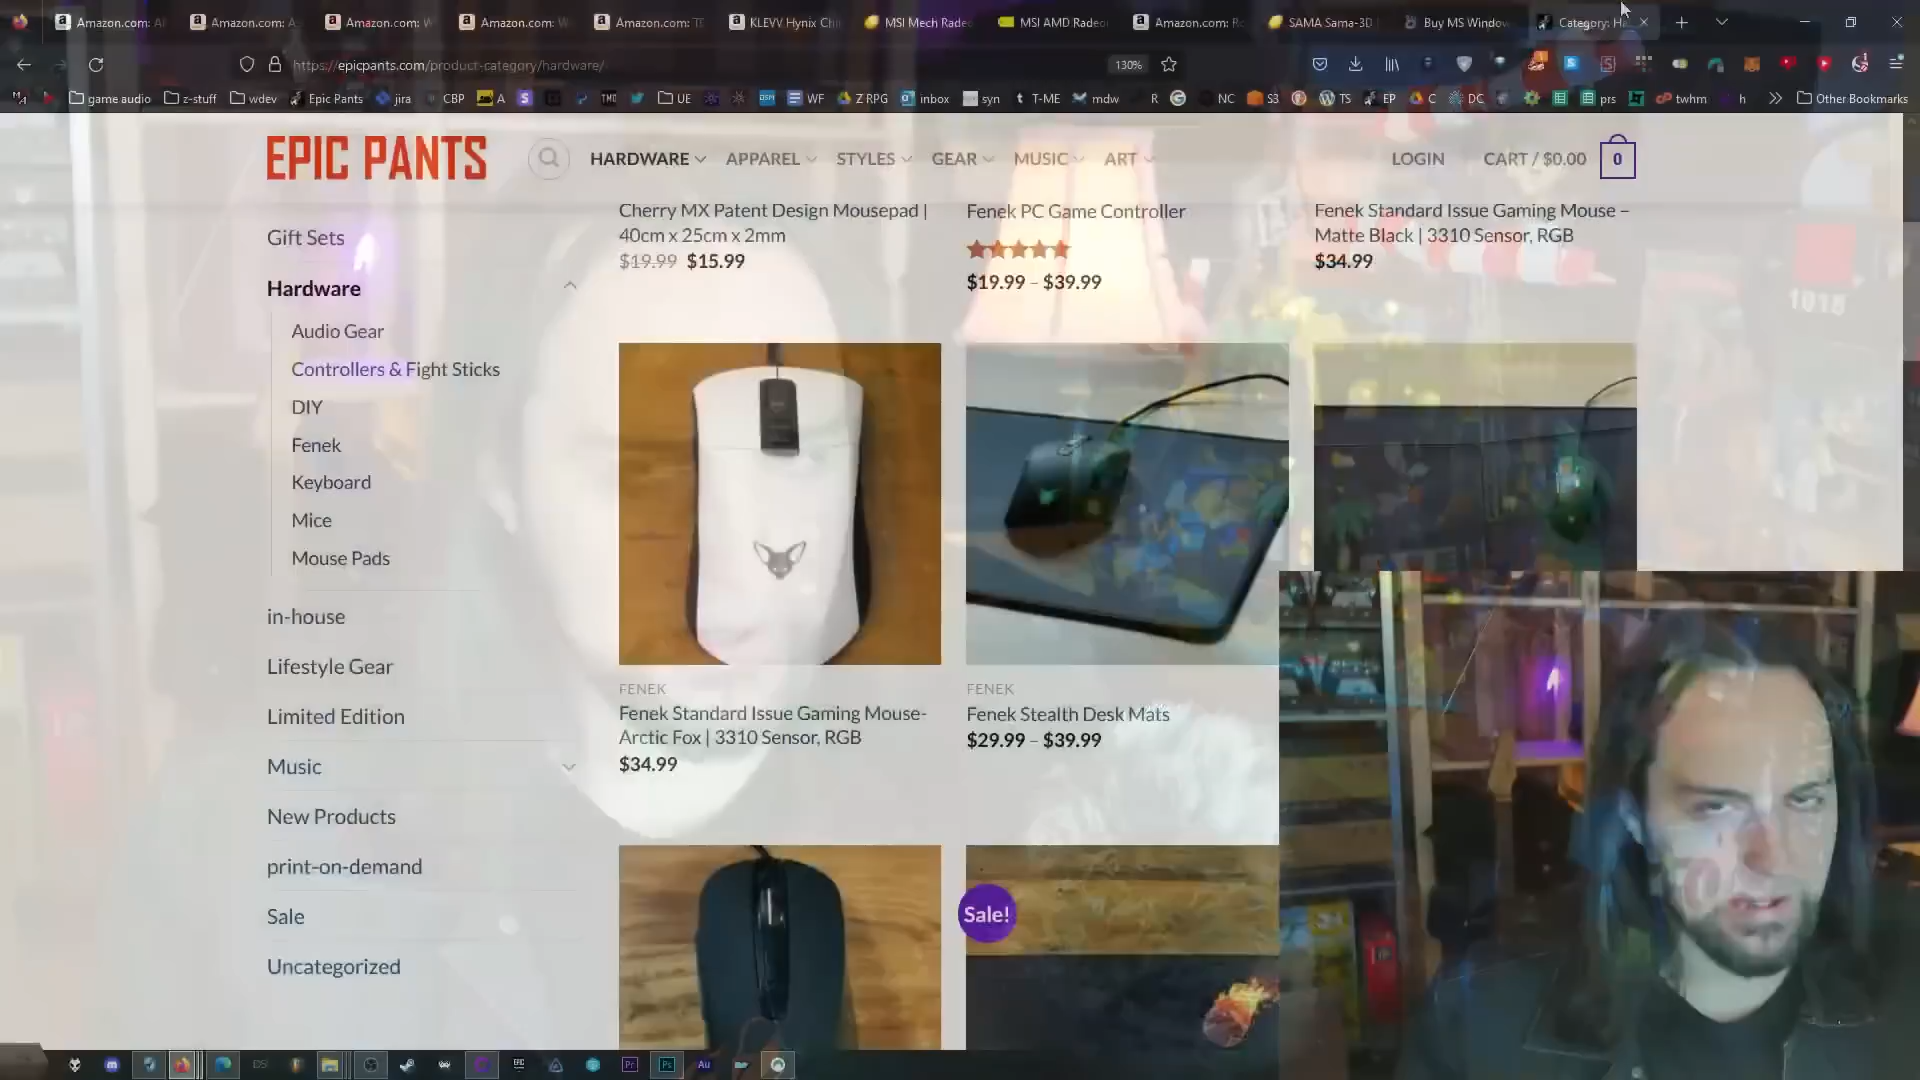 Amazon.com: Al
Amazon.com: A
Amazon.com: W
Amazon.com: W
Amazon.com: TE
KLEVV Hynix Chi
MSI Mech Rade
MSI AMD Radeo
Amazon.com: R
SAMA Sama-3D
Buy MS Window
Category: Ha
https://epicpants.com/product-category/hardware/
130%
game audio
z-stuff
wdev
Epic Pants
jira
CBP
A
UE
WF
Z RPG
inbox
syn
T-ME
mdw
R
NC
S3
TS
EP
C
DC
prs
twhm
h
Other Bookmarks
EPIC PANTS
HARDWARE
APPAREL
STYLES
GEAR
MUSIC
ART
LOGIN
CART / $0.00
0
Gift Sets
Hardware
Audio Gear
Controllers & Fight Sticks
DIY
Fenek
Keyboard
Mice
Mouse Pads
in-house
Lifestyle Gear
Limited Edition
Music
New Products
print-on-demand
Sale
Uncategorized
Cherry MX Patent Design Mousepad |
40cm x 25cm x 2mm
$19.99 $15.99
Fenek PC Game Controller
$19.99 – $39.99
Fenek Standard Issue Gaming Mouse –
Matte Black | 3310 Sensor, RGB
$34.99
1018
FENEK
Fenek Standard Issue Gaming Mouse-
Arctic Fox | 3310 Sensor, RGB
$34.99
FENEK
Fenek Stealth Desk Mats
$29.99 – $39.99
Sale!
Pr
Ps
Au